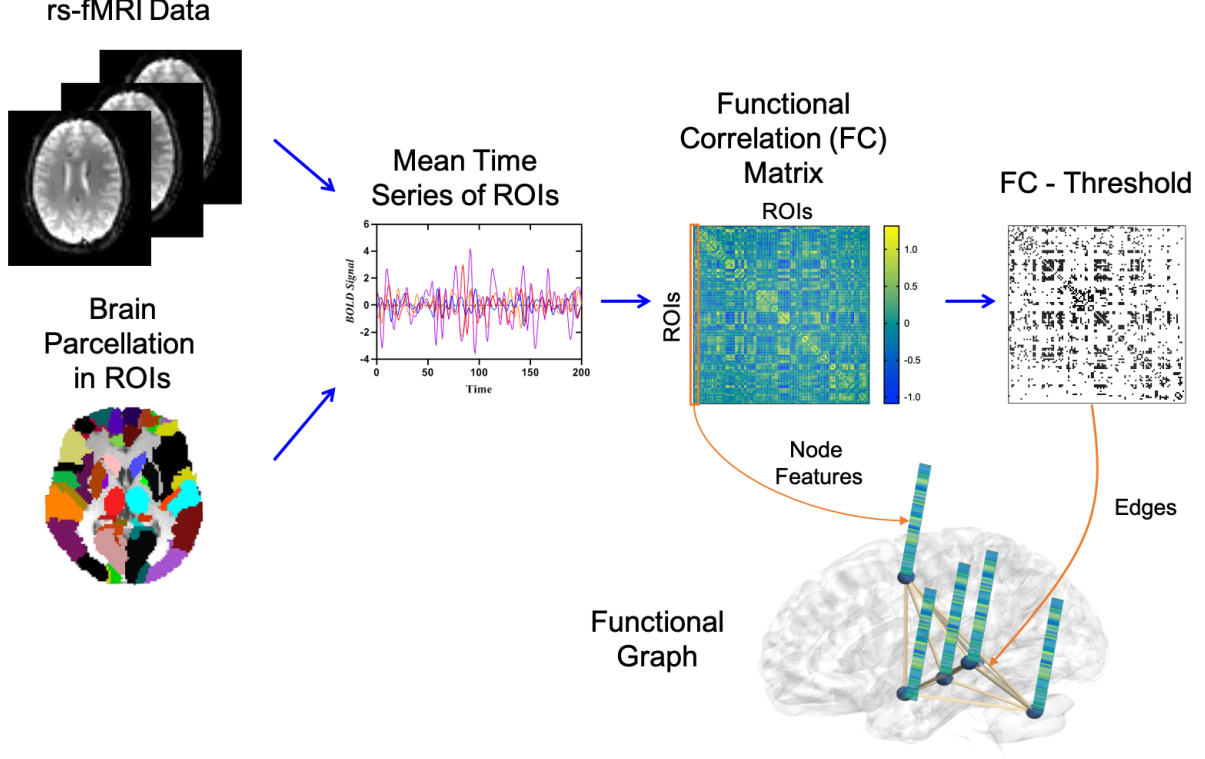 rs-fMRI Data
Brain
Parcellation
in ROIs
Mean Time
Series of ROIs
BOLD Signal
6
4
2
0
-2
-4
0
50
100
150
200
Time
Functional
Correlation (FC)
Matrix
ROIs
ROIs
1.0
0.5
0
-0.5
-1.0
FC - Threshold
Node
Features
Edges
Functional
Graph